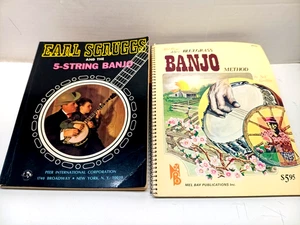 EARL SCRUGGS
AND THE
5-STRING BANJO
PEER INTERNATIONAL CORPORATION
1740 BROADWAY • NEW YORK, N.Y. 10019
BLUEGRASS
BANJO
METHOD
$5.95
MEL BAY PUBLICATIONS Inc.